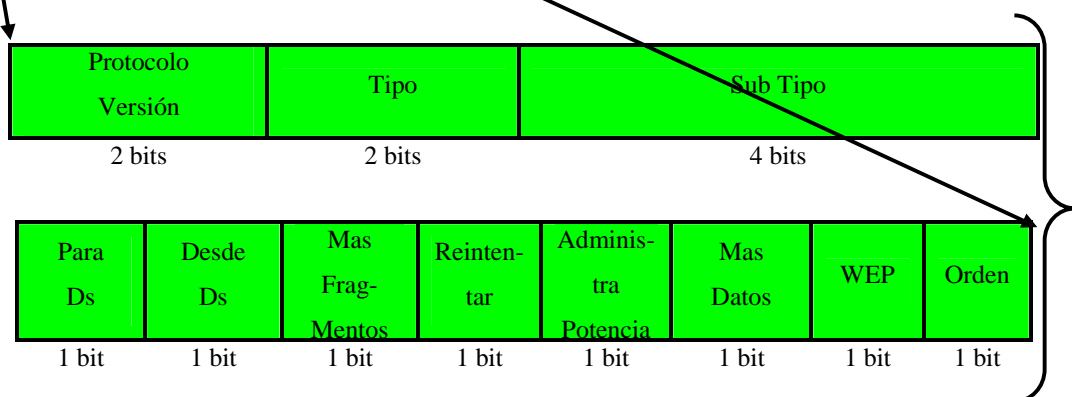 Protocolo
Versión
Tipo
Sub Tipo
2 bits
2 bits
4 bits
Para
Ds
Desde
Ds
Mas
Frag-
Mentos
Reinten-
tar
Adminis-
tra
Potencia
Mas
Datos
WEP
Orden
1 bit
1 bit
1 bit
1 bit
1 bit
1 bit
1 bit
1 bit